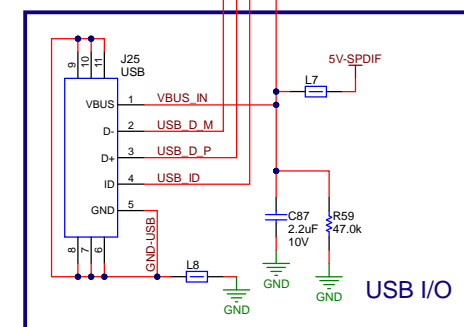 5V-SPDIF
J25
USB
L7
9
10
11
VBUS
1
VBUS_IN
D-
2
USB_D_M
D+
3
USB_D_P
ID
4
USB_ID
GND
5
GND-USB
C87
2.2uF
10V
R59
47.0k
8
7
6
L8
GND
GND
GND
USB I/O